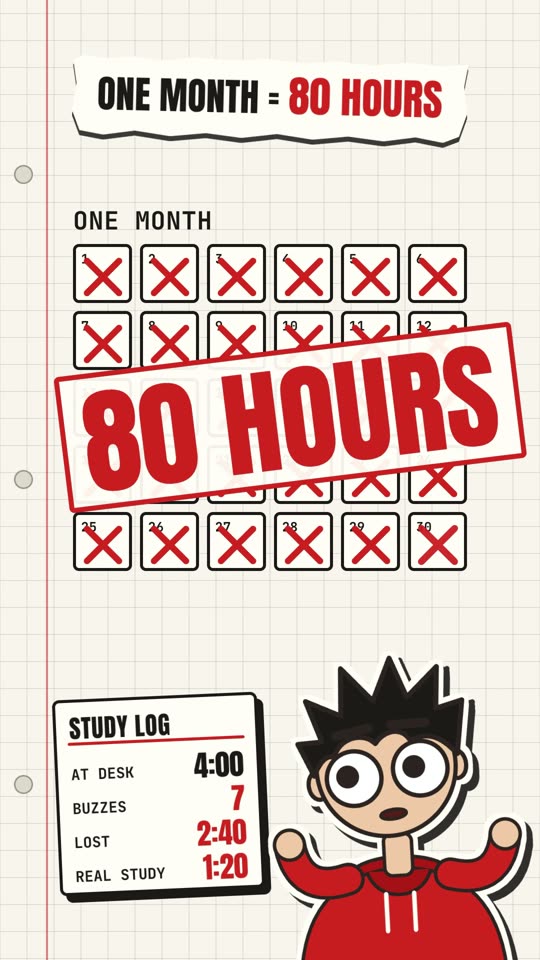 ONE MONTH = 80 HOURS
ONE MONTH
1 2 3 4 5 6
7 8 9 10 11 12
80 HOURS
25 26 27 28 29 30
STUDY LOG
AT DESK 4:00
BUZZES 7
LOST 2:40
REAL STUDY 1:20